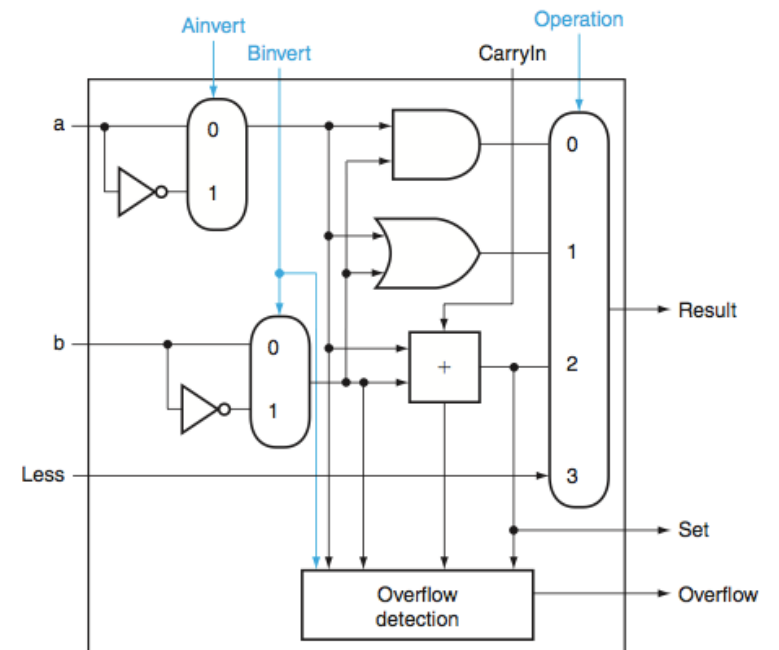 Operation
Ainvert
Binvert
CarryIn
a
0
1
0
1
b
0
1
+
2
Result
Less
3
Set
Overflow
detection
Overflow